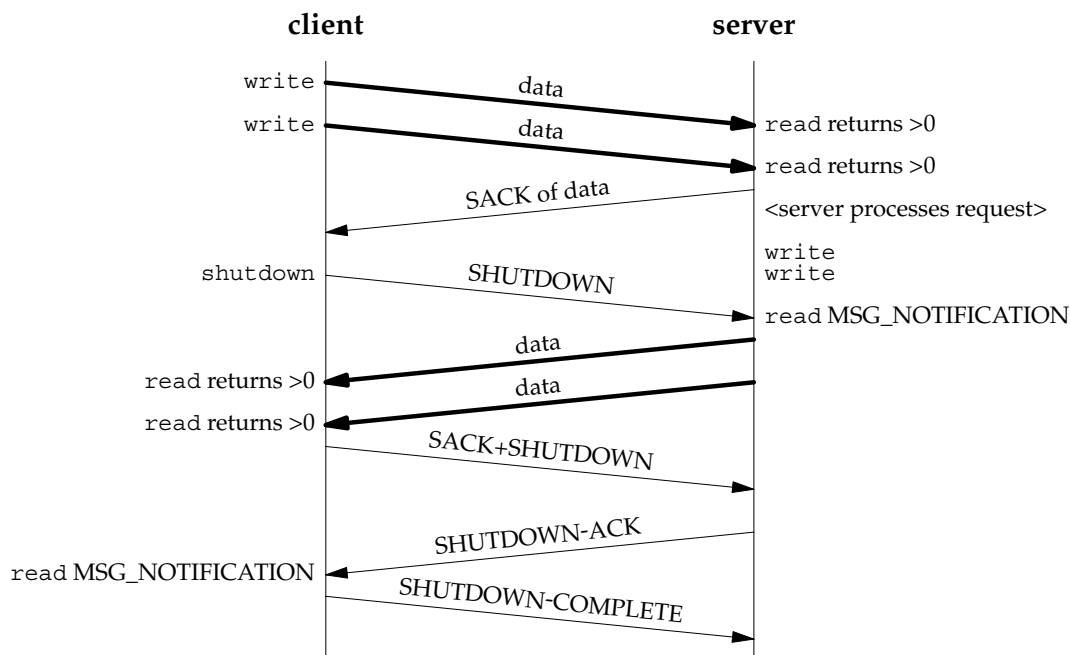 client server
write data
read returns >0
write data
read returns >0
SACK of data
<server processes request>
write
shutdown SHUTDOWN write
read MSG_NOTIFICATION
data
read returns >0 data
read returns >0
SACK+SHUTDOWN
SHUTDOWN-ACK
read MSG_NOTIFICATION
SHUTDOWN-COMPLETE